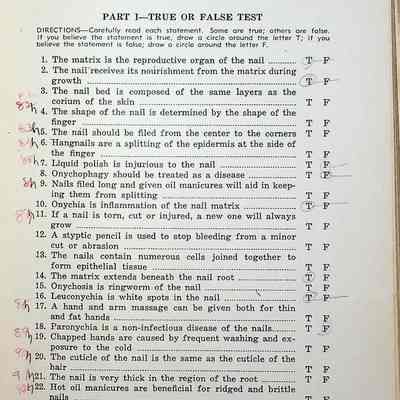 PART I—TRUE OR FALSE TEST
DIRECTIONS—Carefully read each statement. Some are true; others are false.
If you believe the statement is true, draw a circle around the letter T; if you
believe the statement is false; draw a circle around the letter F.
1. The matrix is the reproductive organ of the nail .......... T F
2. The nail receives its nourishment from the matrix during
growth .......... T F
3. The nail bed is composed of the same layers as the
corium of the skin .......... T F
4. The shape of the nail is determined by the shape of the
finger .......... T F
5. The nail should be filed from the center to the corners T F
6. Hangnails are a splitting of the epidermis at the side of
the finger .......... T F
7. Liquid polish is injurious to the nail .......... T F
8. Onychophagy should be treated as a disease .......... T F
9. Nails filed long and given oil manicures will aid in keep-
ing them from splitting .......... T F
10. Onychia is inflammation of the nail matrix .......... T F
11. If a nail is torn, cut or injured, a new one will always
grow .......... T F
12. A styptic pencil is used to stop bleeding from a minor
cut or abrasion .......... T F
13. The nails contain numerous cells joined together to
form epithelial tissue .......... T F
14. The matrix extends beneath the nail root .......... T F
15. Onychosis is ringworm of the nail .......... T F
16. Leuconychia is white spots in the nail .......... T F
17. A hand and arm massage can be given both for thin
and fat hands .......... T F
18. Paronychia is a non-infectious disease of the nails...... T F
19. Chapped hands are caused by frequent washing and ex-
posure to the cold .......... T F
20. The cuticle of the nail is the same as the cuticle of the
hair .......... T F
21. The nail is very thick in the region of the root .......... T F
22. Hot oil manicures are beneficial for ridged and brittle
nails .......... T F